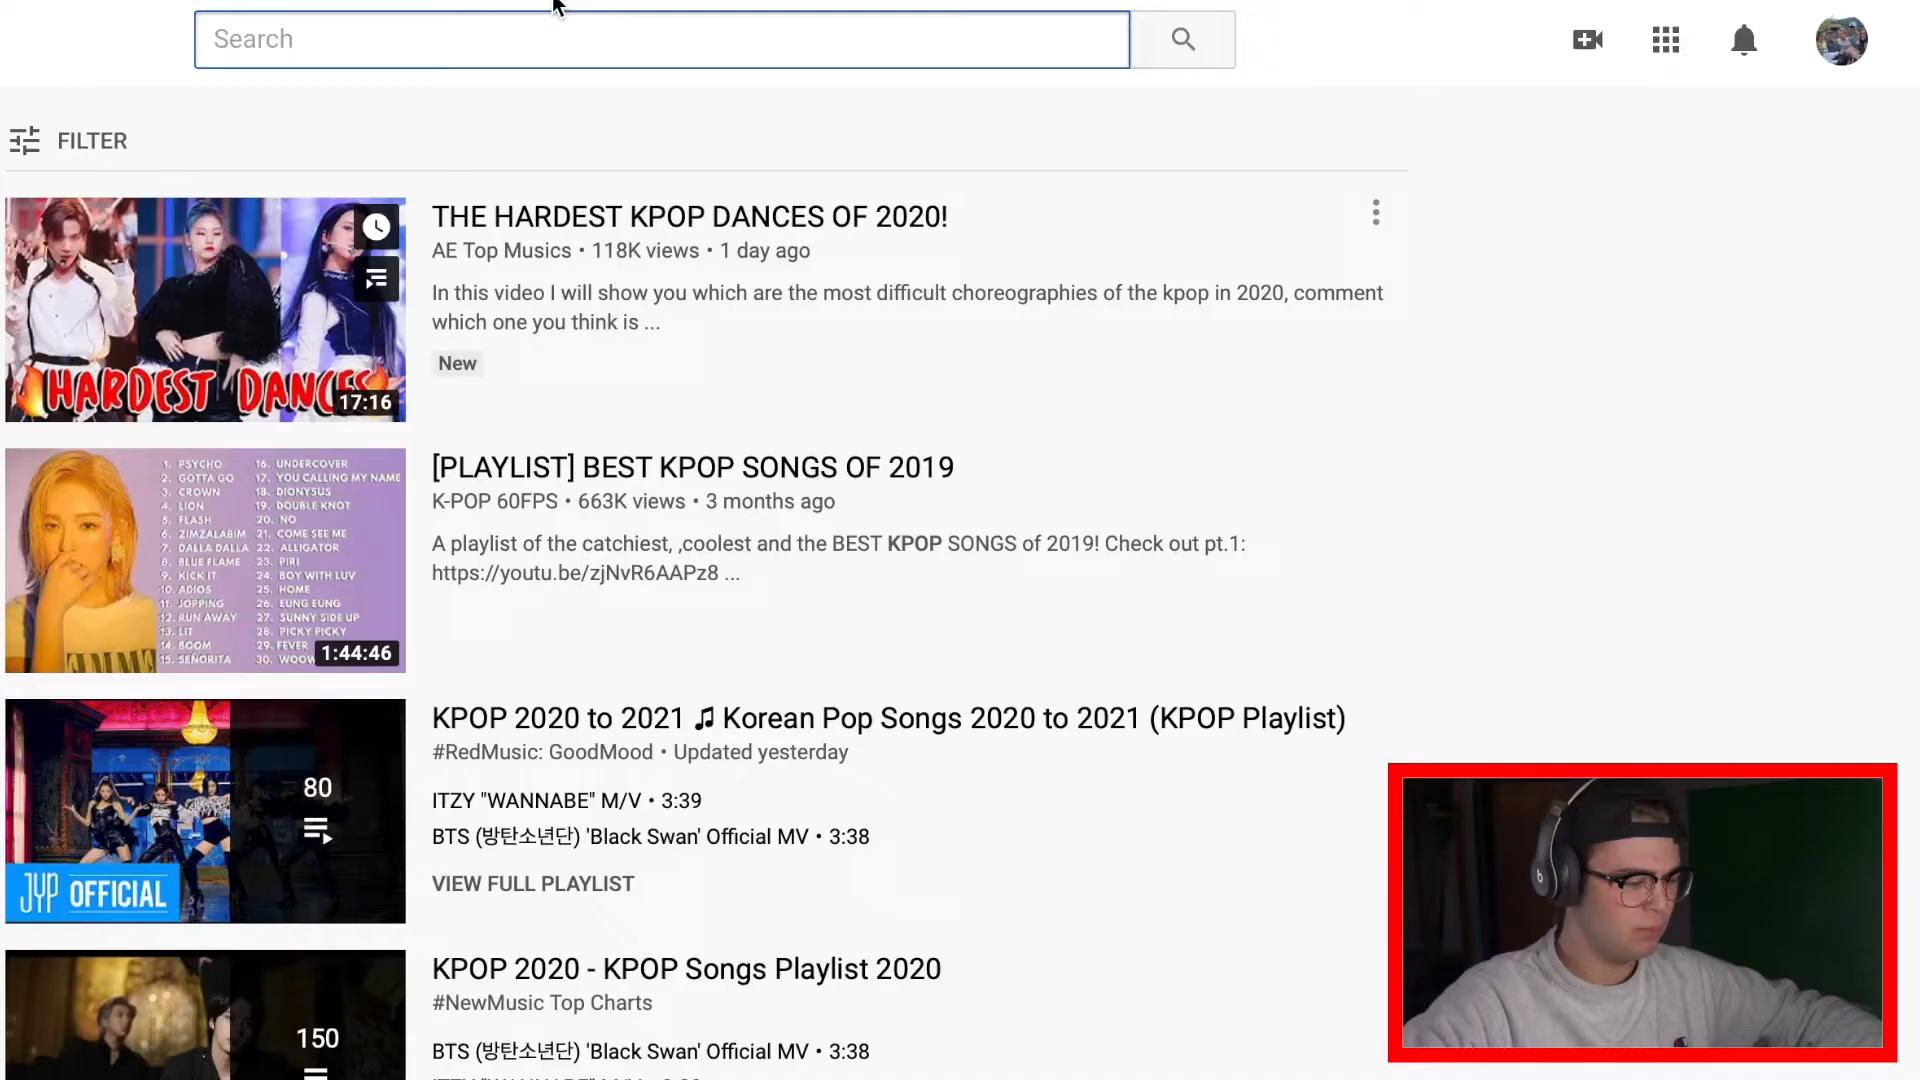 Search
FILTER
HARDEST DANCES
17:16
THE HARDEST KPOP DANCES OF 2020!
AE Top Musics • 118K views • 1 day ago
In this video I will show you which are the most difficult choreographies of the kpop in 2020, comment
which one you think is ...
New
1. PSYCHO
2. GOTTA GO
3. CROWN
4. LION
5. FLASH
6. ZIMZALABIM
7. DALLA DALLA
8. BLUE FLAME
9. KICK IT
10. ADIOS
11. JOPPING
12. RUN AWAY
13. LIT
14. BOOM
15. SEÑORITA
16. UNDERCOVER
17. YOU CALLING MY NAME
18. DIONYSUS
19. DOUBLE KNOT
20. NO
21. COME SEE ME
22. ALLIGATOR
23. PIRI
24. BOY WITH LUV
25. HOME
26. EUNG EUNG
27. SUNNY SIDE UP
28. PICKY PICKY
29. FEVER
30. WOOW
1:44:46
[PLAYLIST] BEST KPOP SONGS OF 2019
K-POP 60FPS • 663K views • 3 months ago
A playlist of the catchiest, ,coolest and the BEST KPOP SONGS of 2019! Check out pt.1:
https://youtu.be/zjNvR6AAPz8 ...
80
JYP OFFICIAL
KPOP 2020 to 2021 ♫ Korean Pop Songs 2020 to 2021 (KPOP Playlist)
#RedMusic: GoodMood • Updated yesterday
ITZY "WANNABE" M/V • 3:39
BTS (방탄소년단) 'Black Swan' Official MV • 3:38
VIEW FULL PLAYLIST
150
KPOP 2020 - KPOP Songs Playlist 2020
#NewMusic Top Charts
BTS (방탄소년단) 'Black Swan' Official MV • 3:38